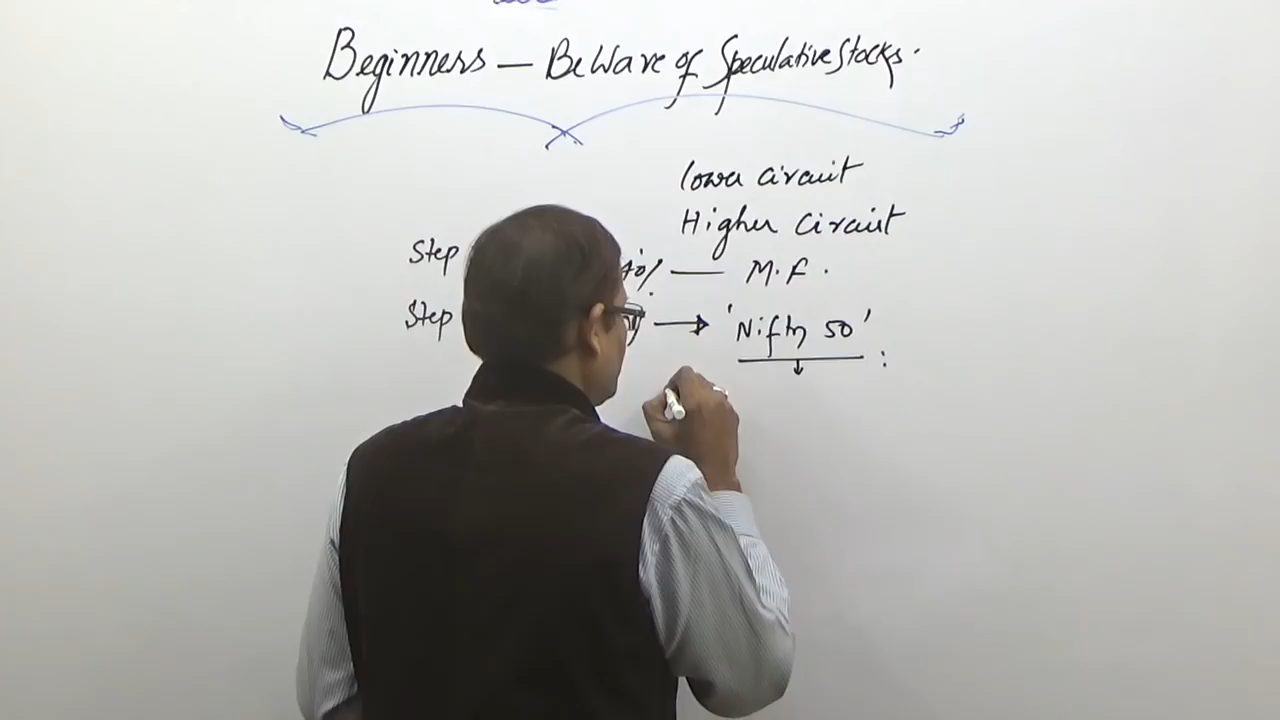 Beginners — BeWare of Speculative Stocks.
lower circuit
Higher Circuit
Step 40% — M.F.
Step → 'Nifty 50' :